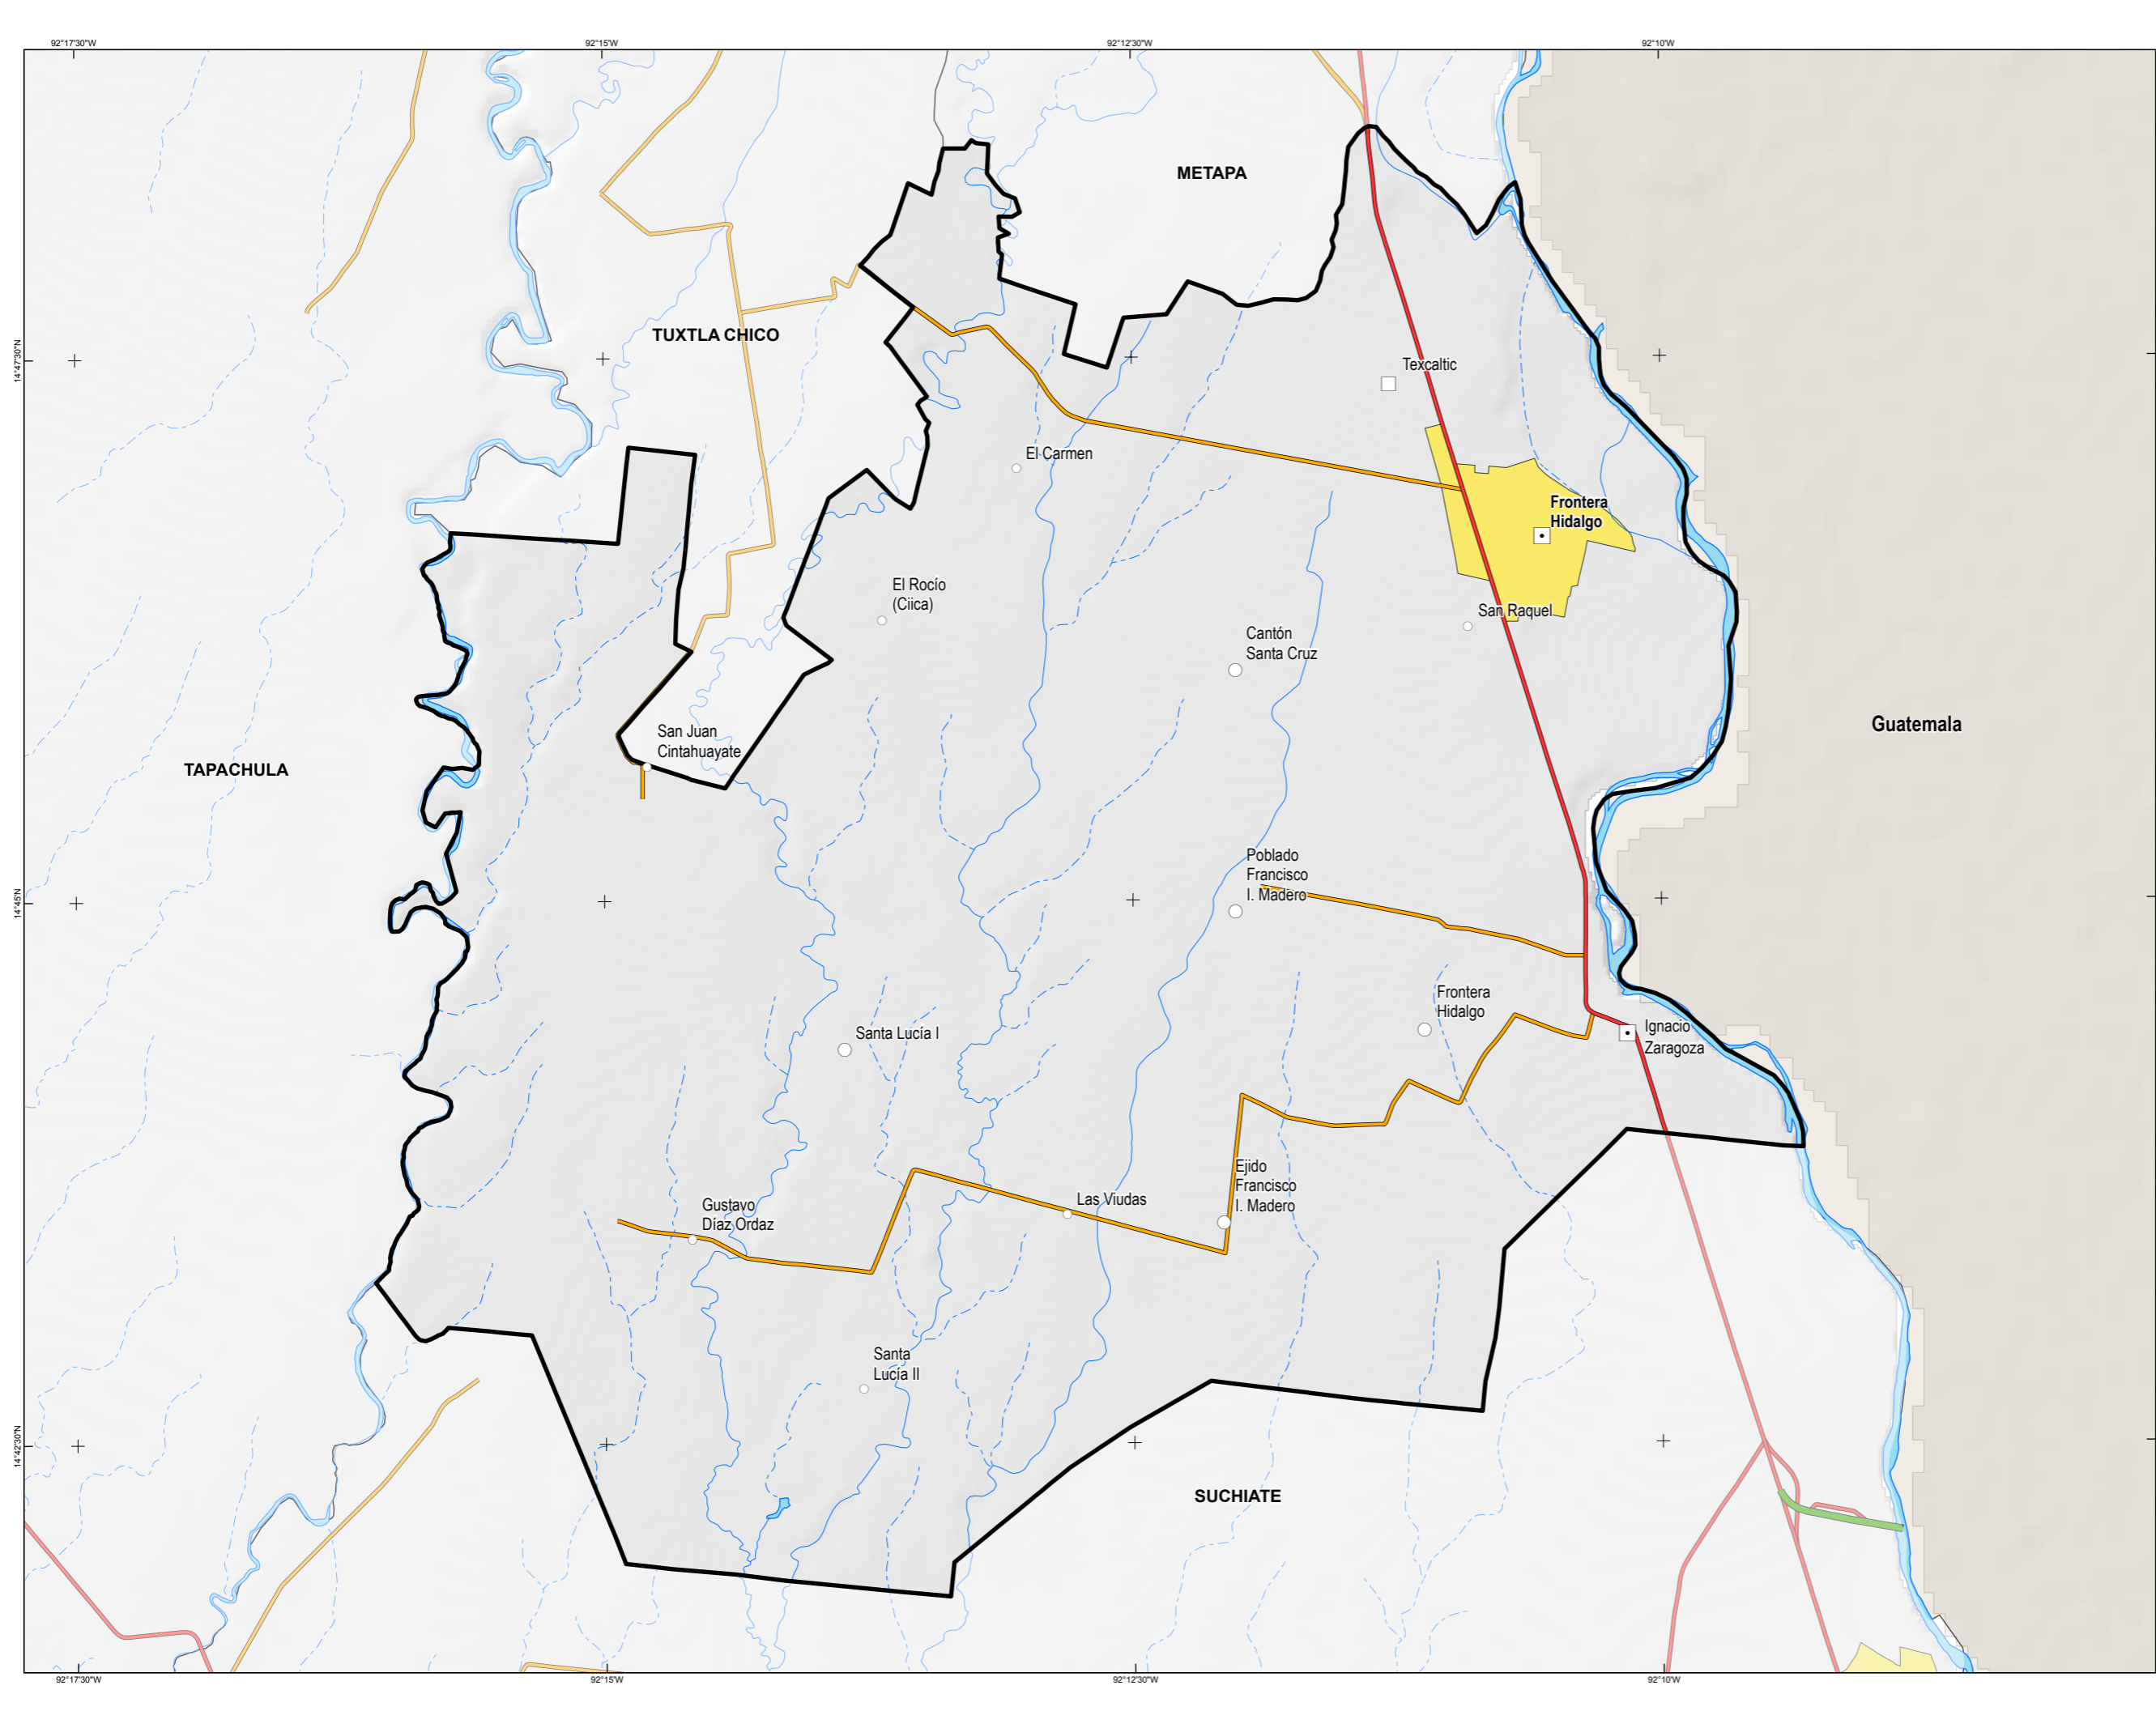 92°17'30"W
92°15'W
92°12'30"W
92°10'W
METAPA
TUXTLA CHICO
14°47'30"N
Texcaltic
El Carmen
Frontera
Hidalgo
El Rocío
(Ciica)
San Raquel
Cantón
Santa Cruz
Guatemala
San Juan
Cintahuayate
TAPACHULA
Poblado
Francisco
I. Madero
14°45'N
Frontera
Hidalgo
Santa Lucía I
Ignacio
Zaragoza
Ejido
Francisco
I. Madero
Las Viudas
Gustavo
Díaz Ordaz
Santa
Lucía II
14°42'30"N
SUCHIATE
92°17'30"W
92°15'W
92°12'30"W
92°10'W